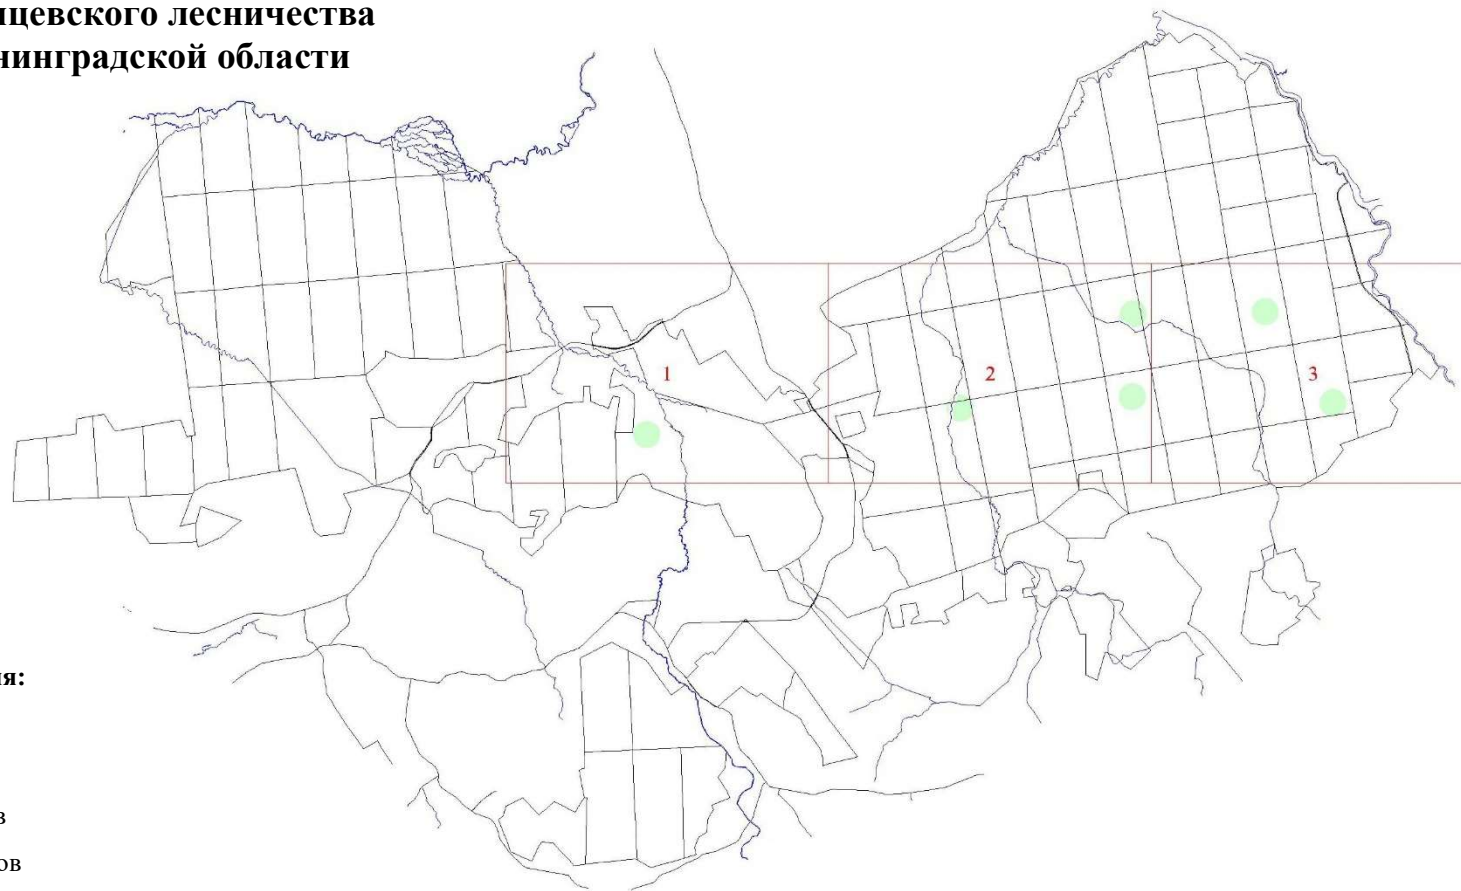 цевского лесничества
нинградской области
1
2
3
ия:
в
ов